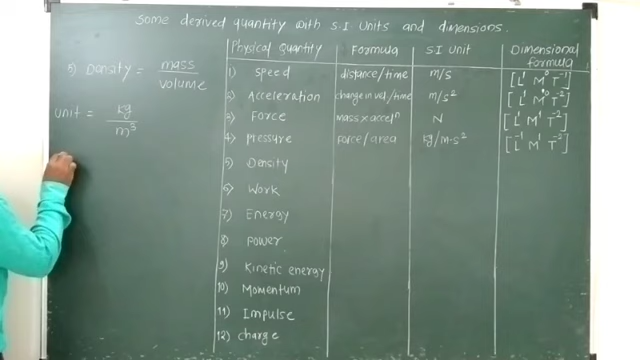 Some derived quantity with S.I Units and dimensions.
5) Density = mass / volume
unit = kg / m³
Physical Quantity | Formula | S.I Unit | Dimensional formula
1) Speed | distance/time | m/s | [L¹ M⁰ T⁻¹]
2) Acceleration | change in vel/time | m/s² | [L¹ M⁰ T⁻²]
3) Force | mass x accelⁿ | N | [L¹ M¹ T⁻²]
4) Pressure | Force/area | kg/m-s² | [L⁻¹ M¹ T⁻²]
5) Density
6) Work
7) Energy
8) Power
9) Kinetic energy
10) Momentum
11) Impulse
12) Charge